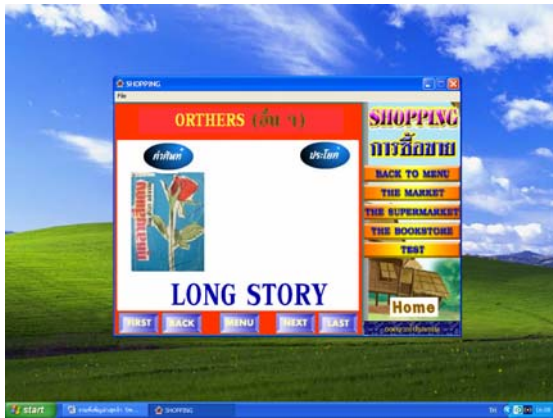 SHOPPING
File
ORTHERS (อื่น ๆ)
คำศัพท์
ประโยค
LONG STORY
FIRST
BACK
MENU
NEXT
LAST
SHOPPING
การซื้อขาย
BACK TO MENU
THE MARKET
THE SUPERMARKET
THE BOOKSTORE
TEST
Home
start
SHOPPING
TH